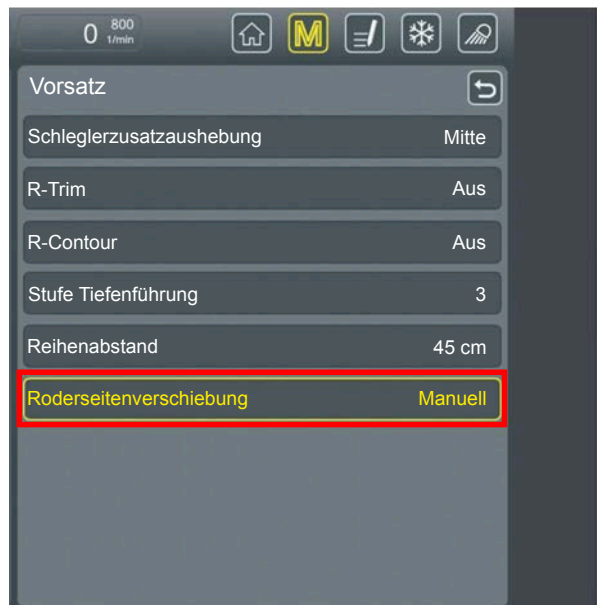 0 800 1/min
M
Vorsatz
Schleglerzusatzaushebung Mitte
R-Trim Aus
R-Contour Aus
Stufe Tiefenführung 3
Reihenabstand 45 cm
Roderseitenverschiebung Manuell